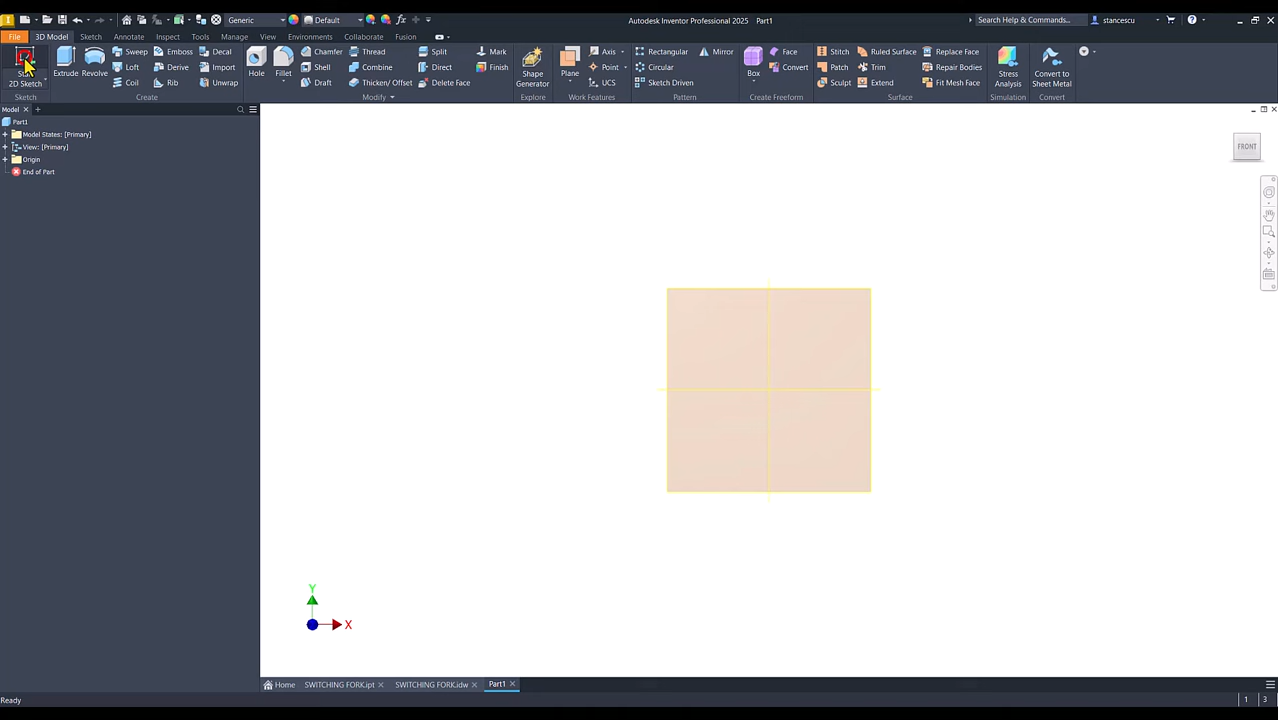 Generic Default fx Autodesk Inventor Professional 2025 Part1 Search Help & Commands... stancescu
File 3D Model Sketch Annotate Inspect Tools Manage View Environments Collaborate Fusion
Start
2D Sketch
Extrude Revolve
Sweep Emboss Decal
Loft Derive Import
Coil Rib Unwrap
Hole Fillet
Chamfer Thread Split Mark
Shell Combine Direct Finish
Draft Thicken/ Offset Delete Face
Shape
Generator
Plane
Axis
Point
UCS
Rectangular Mirror
Circular
Sketch Driven
Box
Face
Convert
Stitch Ruled Surface Replace Face
Patch Trim Repair Bodies
Sculpt Extend Fit Mesh Face
Stress
Analysis
Convert to
Sheet Metal
Sketch Create Modify Explore Work Features Pattern Create Freeform Surface Simulation Convert
Model
Part1
Model States: [Primary]
View: [Primary]
Origin
End of Part
FRONT
Y
X
Home SWITCHING FORK.ipt SWITCHING FORK.idw Part1
Ready 1 3